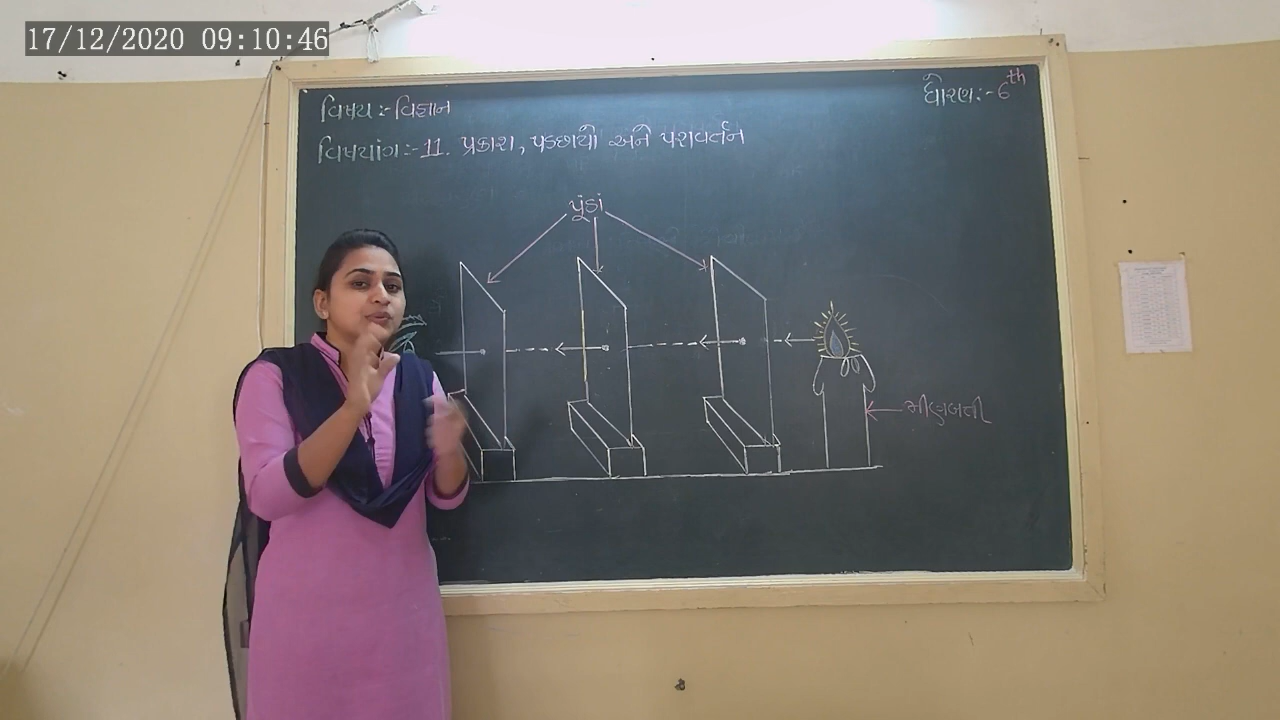 17/12/2020 09:10:46
વિષય:-વિજ્ઞાન
ધોરણ:-6th
વિષયાંગ:-11. પ્રકાશ, પડછાયો અને પરાવર્તન
પૂંઠાં
મીણબત્તી